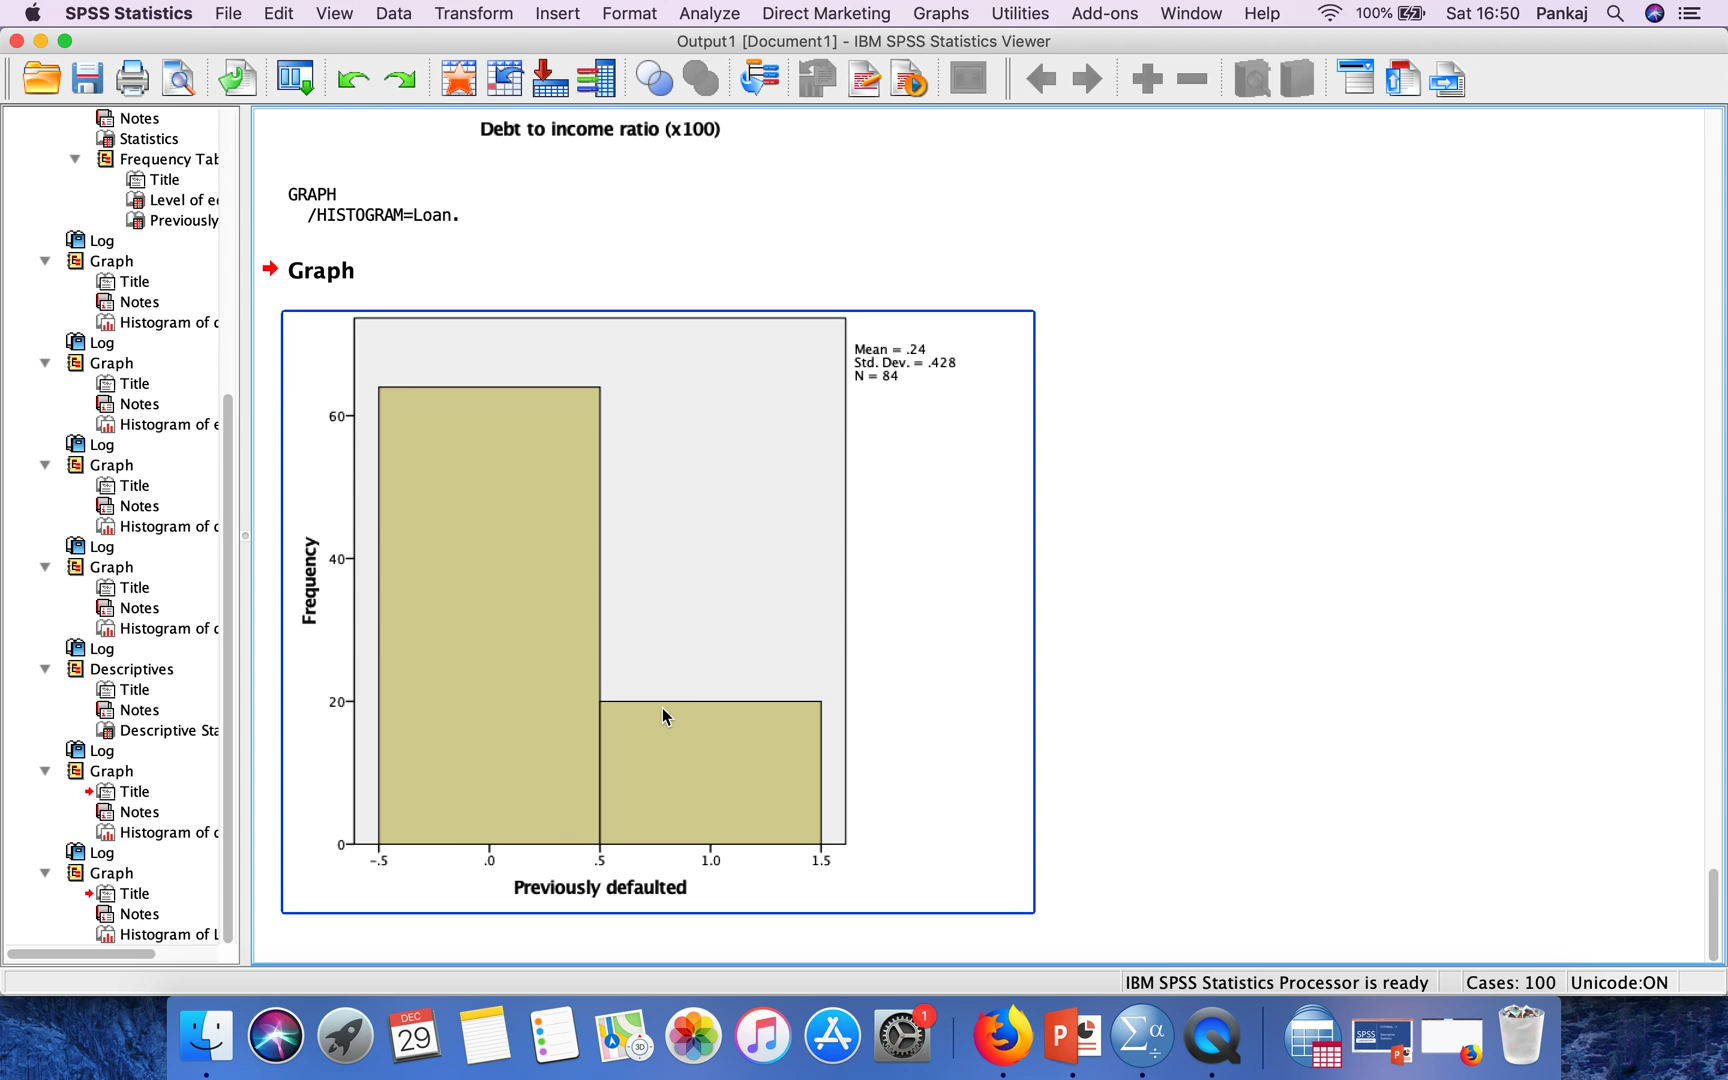 SPSS Statistics File Edit View Data Transform Insert Format Analyze Direct Marketing Graphs Utilities Add-ons Window Help 100% Sat 16:50 Pankaj
Output1 [Document1] - IBM SPSS Statistics Viewer
Notes
Statistics
Frequency Tab
Title
Level of e
Previously
Log
Graph
Title
Notes
Histogram of
Log
Graph
Title
Notes
Histogram of e
Log
Graph
Title
Notes
Histogram of
Log
Graph
Title
Notes
Histogram of
Log
Descriptives
Title
Notes
Descriptive Sta
Log
Graph
Title
Notes
Histogram of
Log
Graph
Title
Notes
Histogram of L
Debt to income ratio (x100)
GRAPH
/HISTOGRAM=Loan.
Graph
Mean = .24
Std. Dev. = .428
N = 84
Frequency
60
40
20
0
-.5 .0 .5 1.0 1.5
Previously defaulted
IBM SPSS Statistics Processor is ready Cases: 100 Unicode:ON
DEC
29
3D
1
P
Σα
SPSS